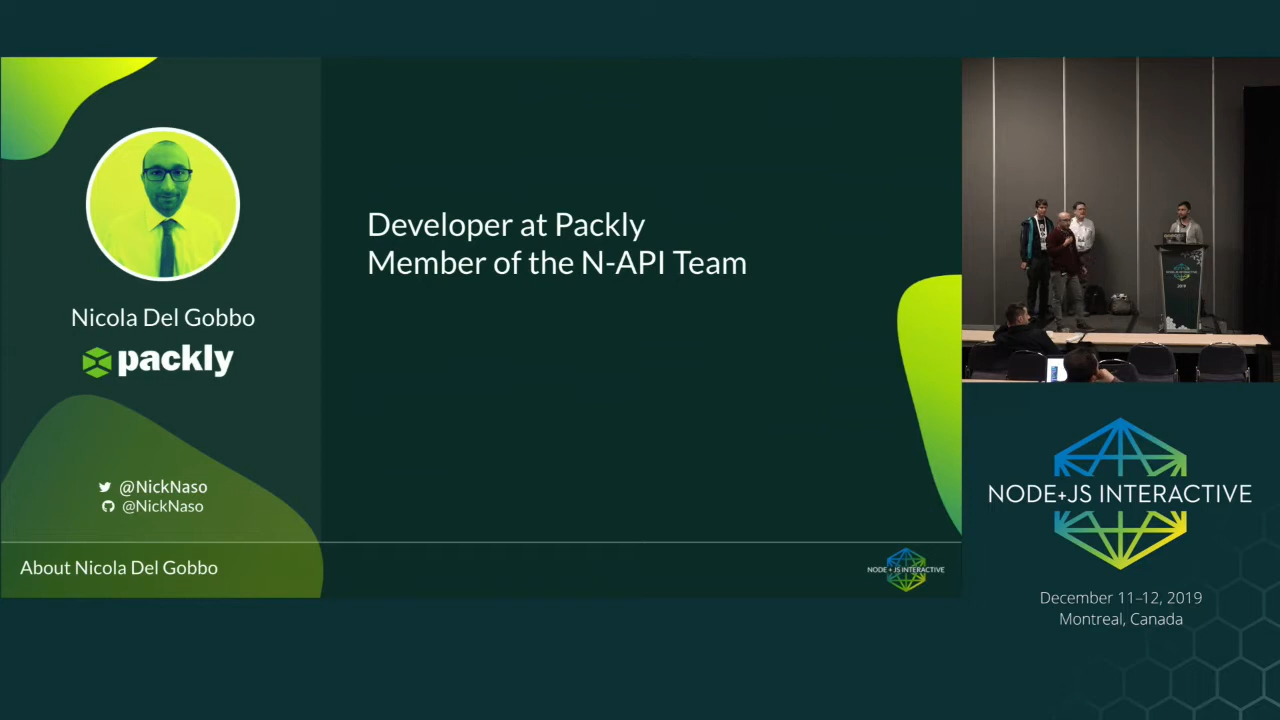 Developer at Packly
Member of the N-API Team
Nicola Del Gobbo
packly
@NickNaso
@NickNaso
About Nicola Del Gobbo
NODE + JS INTERACTIVE
NODE+JS INTERACTIVE
December 11–12, 2019
Montreal, Canada